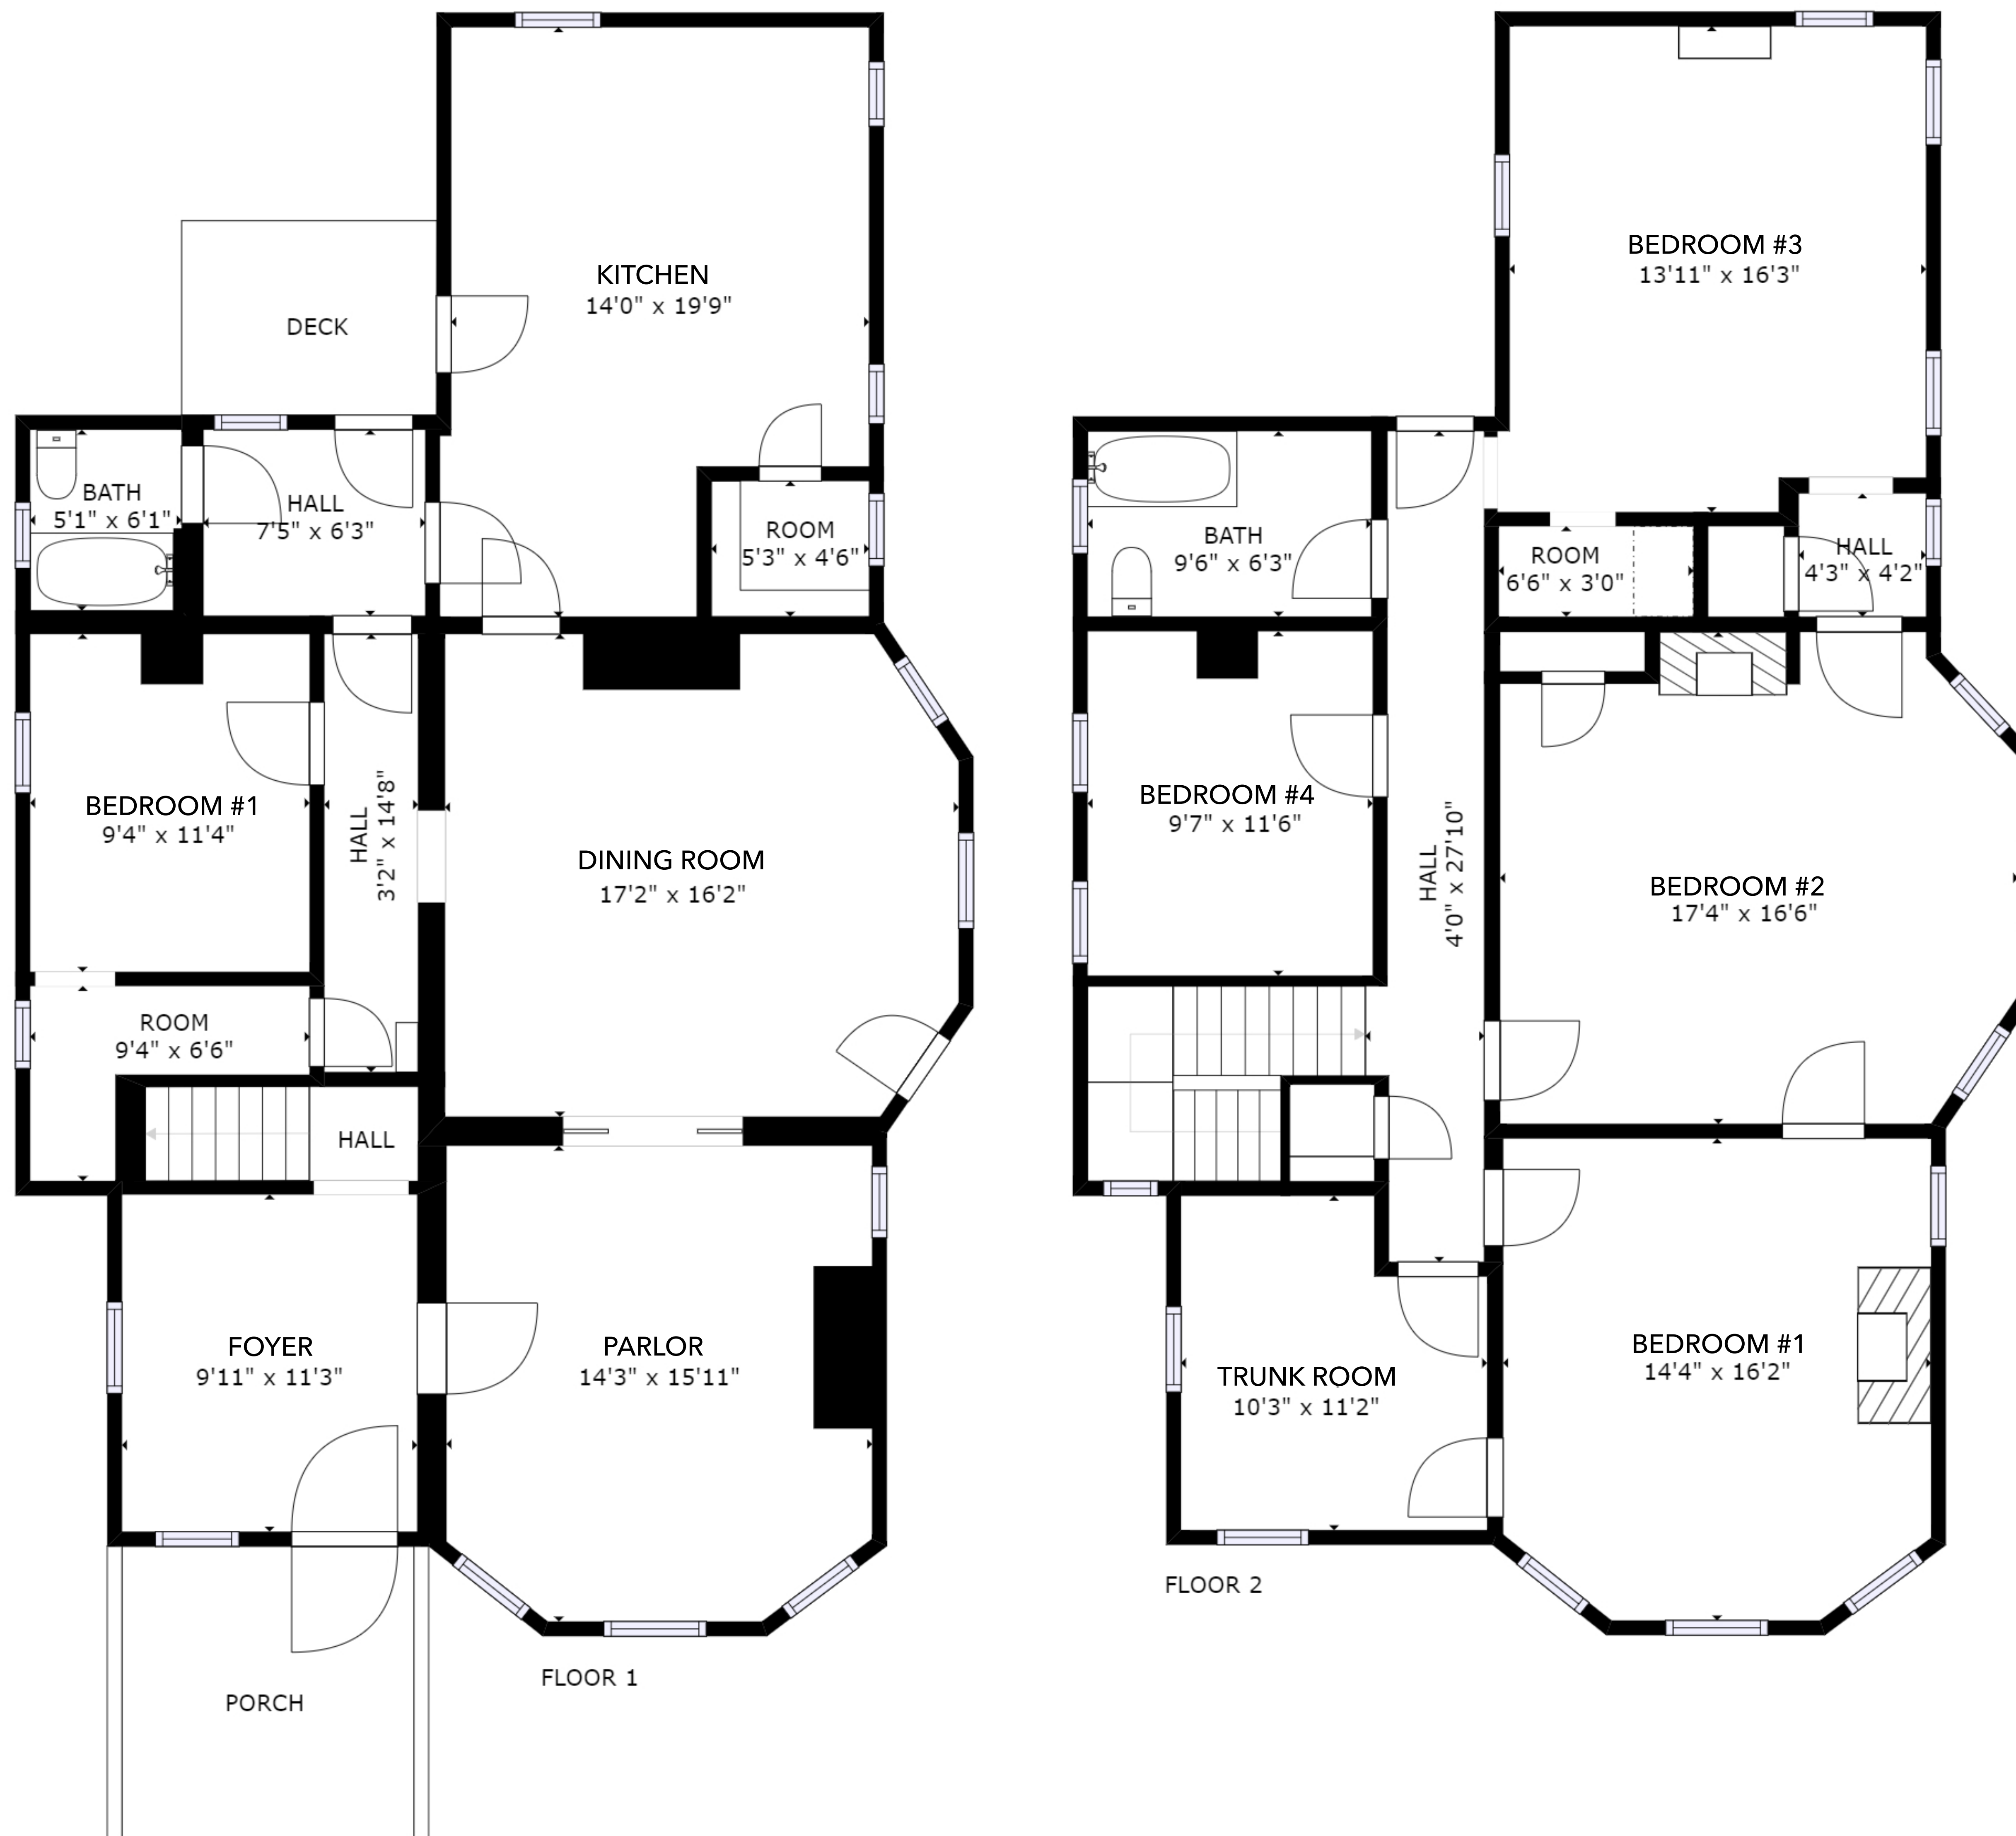 KITCHEN
14'0" x 19'9"
DECK
BATH
5'1" x 6'1"
HALL
7'5" x 6'3"
ROOM
5'3" x 4'6"
BEDROOM #1
9'4" x 11'4"
HALL
3'2" x 14'8"
DINING ROOM
17'2" x 16'2"
ROOM
9'4" x 6'6"
HALL
FOYER
9'11" x 11'3"
PARLOR
14'3" x 15'11"
FLOOR 1
PORCH
BEDROOM #3
13'11" x 16'3"
BATH
9'6" x 6'3"
ROOM
6'6" x 3'0"
HALL
4'3" x 4'2"
BEDROOM #4
9'7" x 11'6"
HALL
4'0" x 27'10"
BEDROOM #2
17'4" x 16'6"
TRUNK ROOM
10'3" x 11'2"
BEDROOM #1
14'4" x 16'2"
FLOOR 2